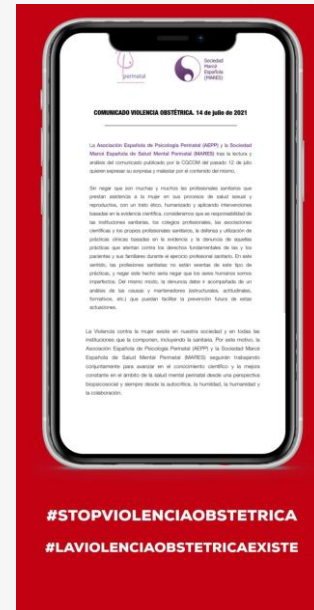 perinatal
Sociedad
Marcé
Española
(MARES)
COMUNICADO VIOLENCIA OBSTÉTRICA. 14 de julio de 2021
La Asociación Española de Psicología Perinatal (AEPP) y la Sociedad
Marcé Española de Salud Mental Perinatal (MARES) tras la lectura y
análisis del comunicado publicado por la CGCOM del pasado 12 de julio
quieren expresar su sorpresa y malestar por el contenido del mismo.
Sin negar que son muchas y muchos los profesionales sanitarios que
prestan asistencia a la mujer en sus procesos de salud sexual y
reproductiva, con un trato ético, humanizado y aplicando intervenciones
basadas en la evidencia científica, consideramos que es responsabilidad de
las instituciones sanitarias, los colegios profesionales, las asociaciones
científicas y los propios profesionales sanitarios, la defensa y utilización de
prácticas clínicas basadas en la evidencia y la denuncia de aquellas
prácticas que atentan contra los derechos fundamentales de las y los
pacientes y sus familiares durante el ejercicio profesional sanitario. En este
sentido, las profesiones sanitarias no están exentas de este tipo de
prácticas, y negar este hecho sería negar que los seres humanos somos
imperfectos. Del mismo modo, la denuncia debe ir acompañada de un
análisis de las causas y mantenedores (estructurales, actitudinales,
formativos, etc.) que puedan facilitar la prevención futura de estas
actuaciones.
La Violencia contra la mujer existe en nuestra sociedad y en todas las
instituciones que la componen, incluyendo la sanitaria. Por este motivo, la
Asociación Española de Psicología Perinatal (AEPP) y la Sociedad Marcé
Española de Salud Mental Perinatal (MARES) seguirán trabajando
conjuntamente para avanzar en el conocimiento científico y la mejora
constante en el ámbito de la salud mental perinatal desde una perspectiva
biopsicosocial y siempre desde la autocrítica, la humildad, la humanidad y
la colaboración.
#STOPVIOLENCIAOBSTETRICA
#LAVIOLENCIAOBSTETRICAEXISTE